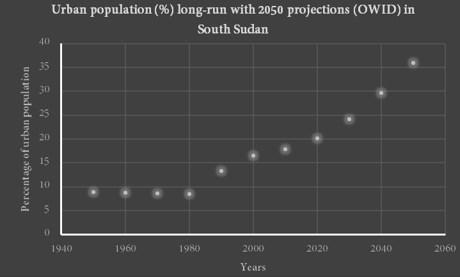 Urban population (%) long-run with 2050 projections (OWID) in
South Sudan
Percentage of urban population
40
35
30
25
20
15
10
5
0
1940 1960 1980 2000 2020 2040 2060
Years